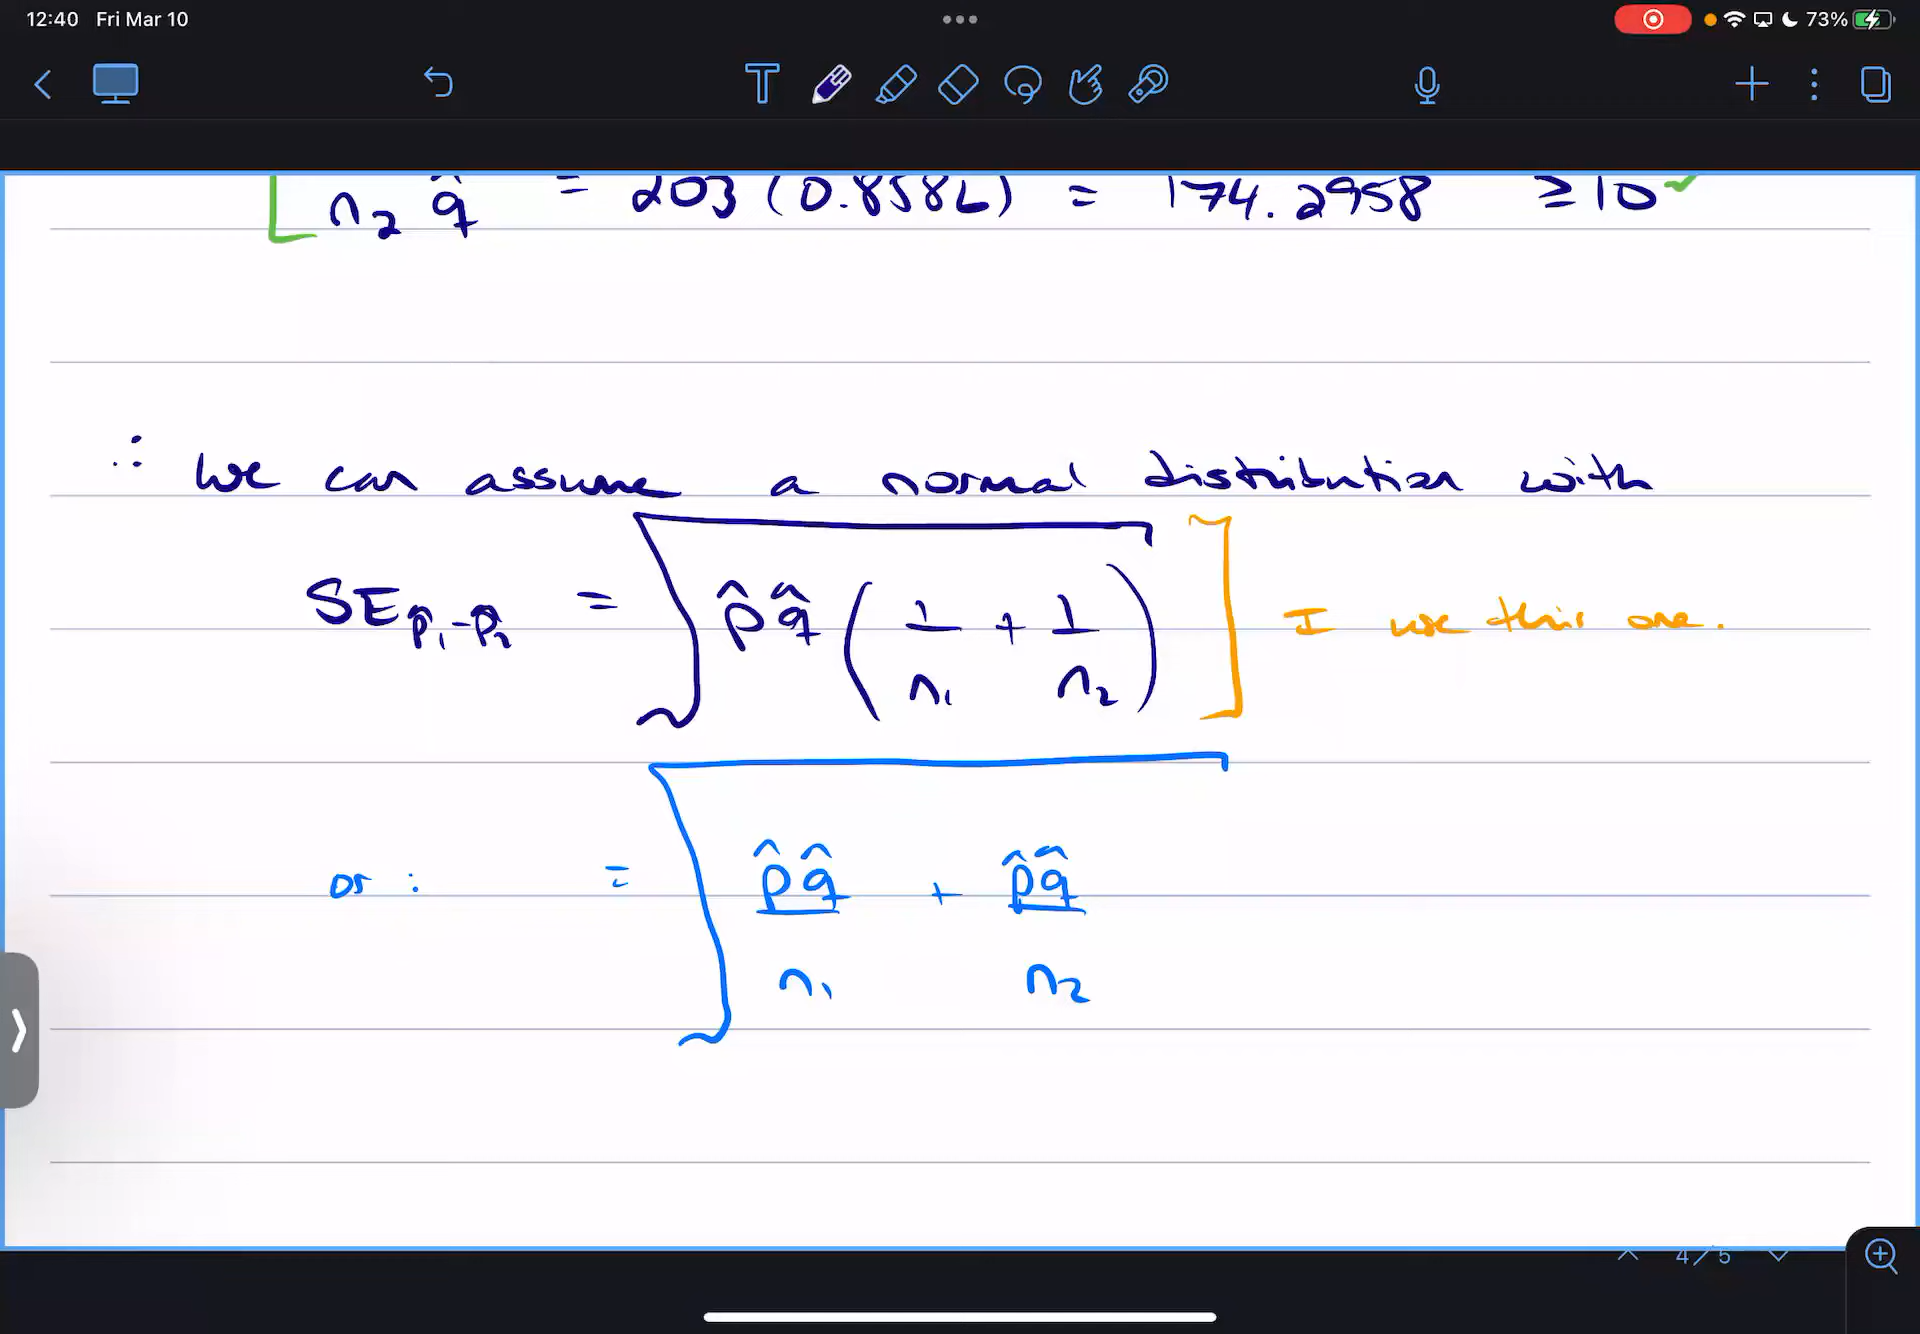 12:40 Fri Mar 10
73%
T
n₂ q̂ = 203 (0.8586) = 174.2958 ≥10 ✓
∴ We can assume a normal distribution with
SE p̂₁-p̂₂ = √ p̂ q̂ ( 1/n₁ + 1/n₂ ) ] I use this one.
or : = √ p̂q̂/n₁ + p̂q̂/n₂
4/5